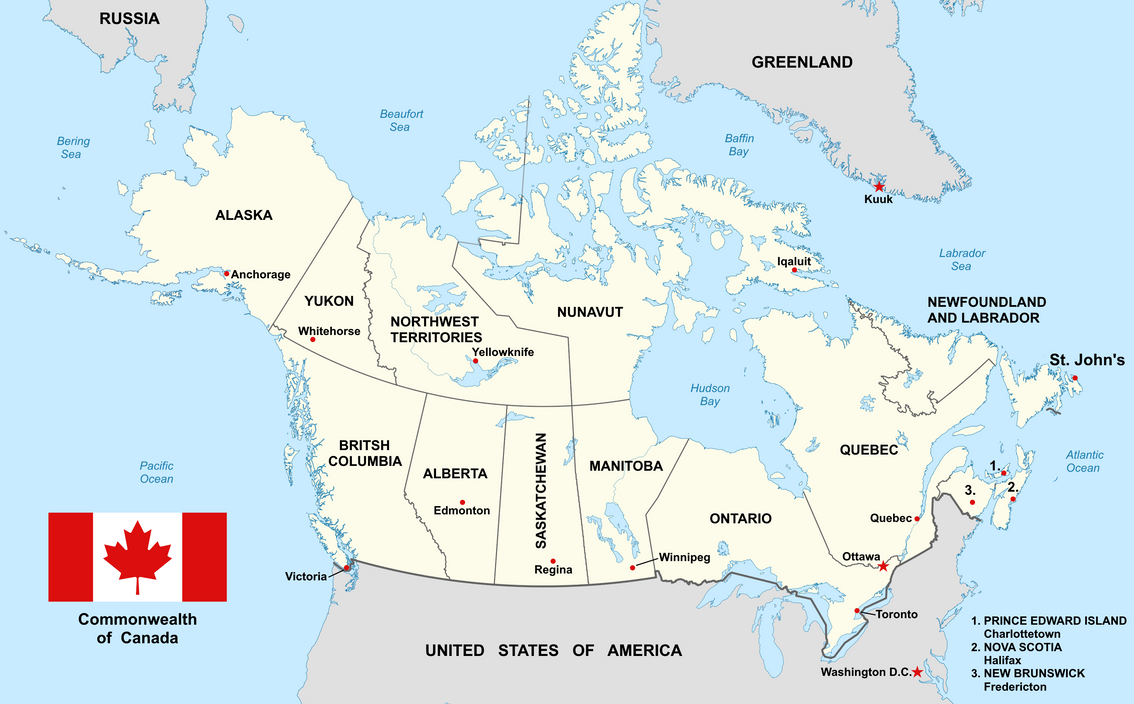 RUSSIA
GREENLAND
Beaufort
Sea
Bering
Sea
Baffin
Bay
Kuuk
ALASKA
Anchorage
Iqaluit
Labrador
Sea
YUKON
Whitehorse
NORTHWEST
TERRITORIES
Yellowknife
NUNAVUT
NEWFOUNDLAND
AND LABRADOR
St. John's
Hudson
Bay
BRITSH
COLUMBIA
ALBERTA
Edmonton
SASKATCHEWAN
Regina
MANITOBA
Winnipeg
ONTARIO
QUEBEC
Quebec
Ottawa
Toronto
1.
2.
3.
Pacific
Ocean
Atlantic
Ocean
Victoria
Commonwealth
of Canada
UNITED STATES OF AMERICA
Washington D.C.
1. PRINCE EDWARD ISLAND
Charlottetown
2. NOVA SCOTIA
Halifax
3. NEW BRUNSWICK
Fredericton